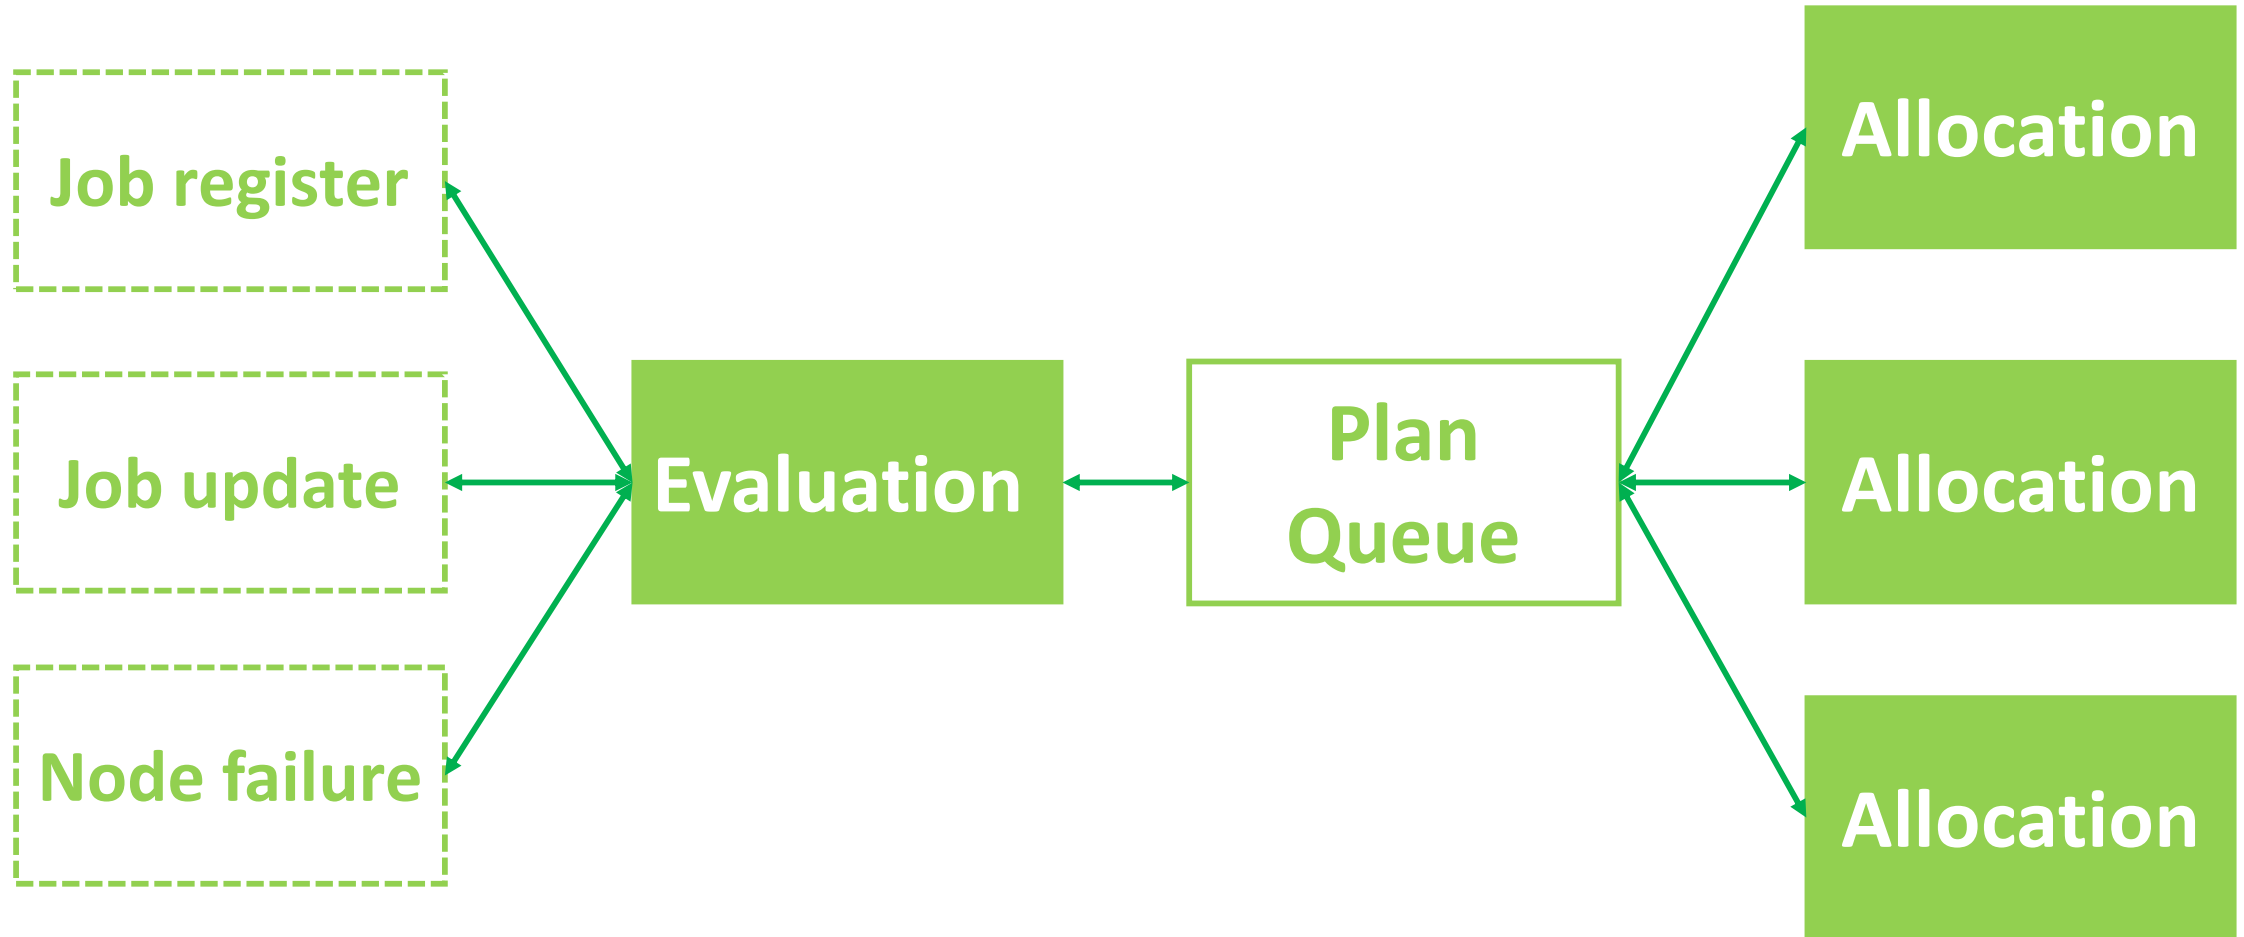 Job register
Job update
Node failure
Evaluation
Plan
Queue
Allocation
Allocation
Allocation